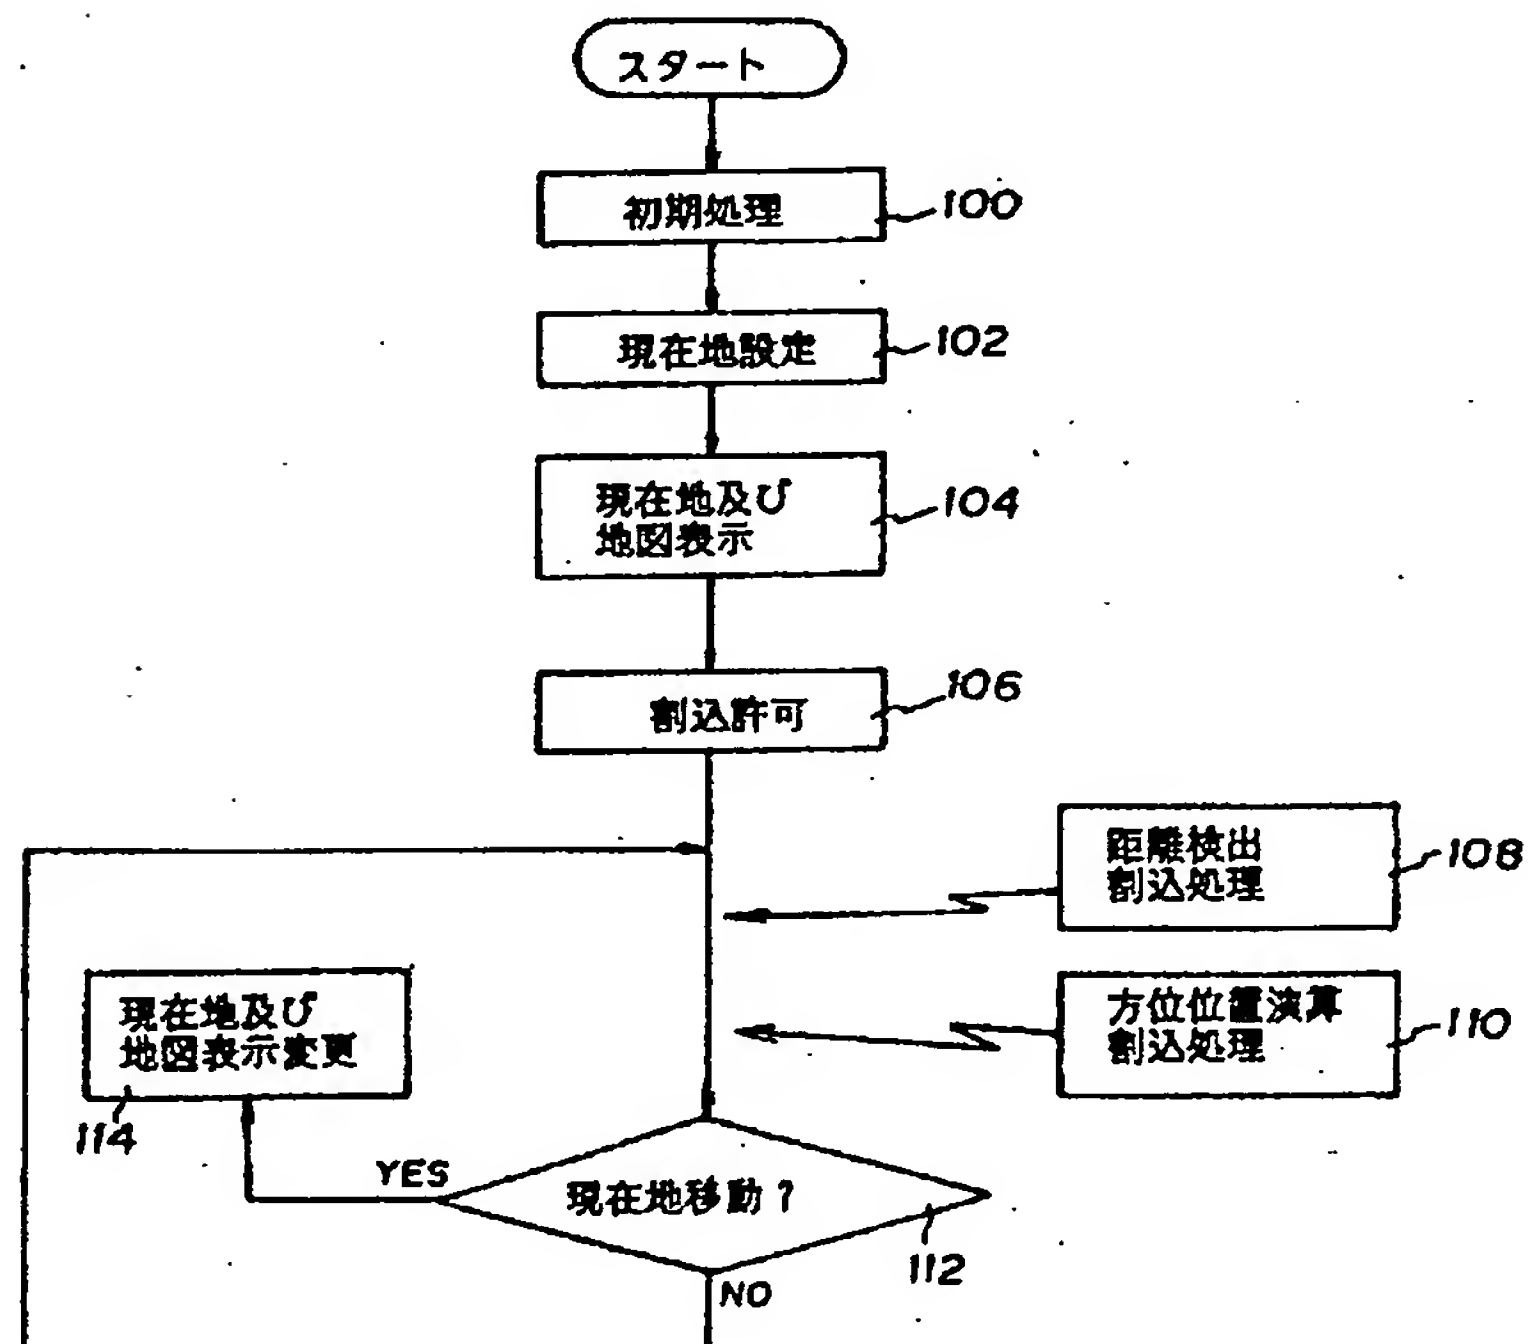 スタート
初期処理
100
現在地設定
102
現在地及び
地図表示
104
割込許可
106
距離検出
割込処理
108
方位位置演算
割込処理
110
現在地及び
地図表示変更
114
YES
現在地移動?
112
NO